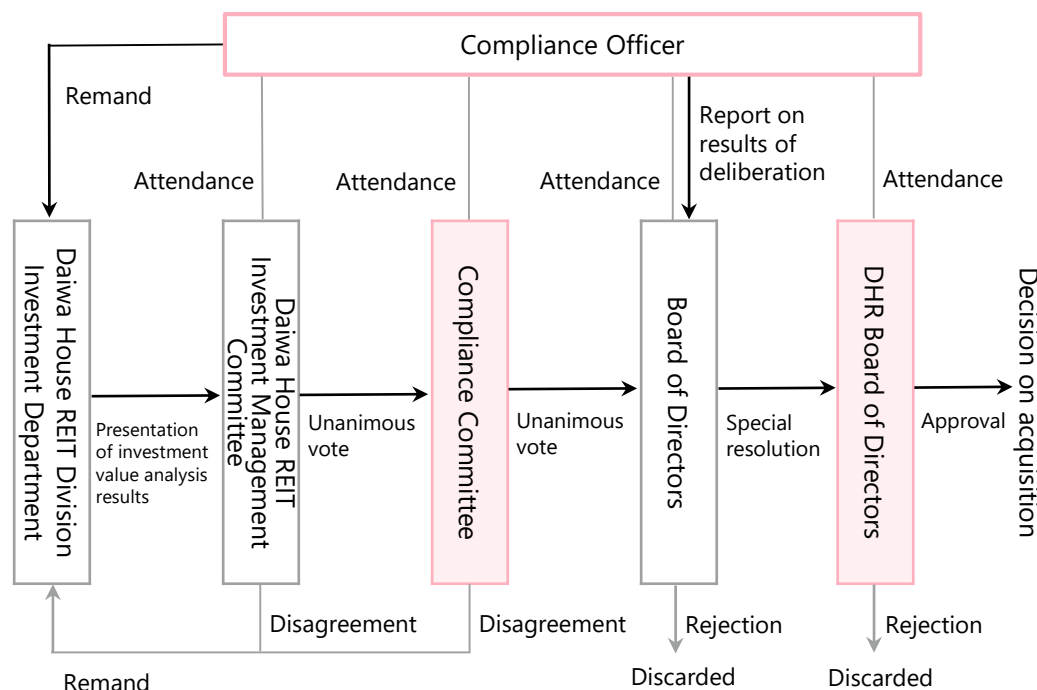 Compliance Officer
Remand
Report on
results of
deliberation
Attendance
Attendance
Attendance
Attendance
Daiwa House REIT Division
Investment Department
Daiwa House REIT
Investment Management
Committee
Compliance Committee
Board of Directors
DHR Board of Directors
Decision on acquisition
Presentation
of investment
value analysis
results
Unanimous
vote
Unanimous
vote
Special
resolution
Approval
Disagreement
Disagreement
Rejection
Rejection
Remand
Discarded
Discarded